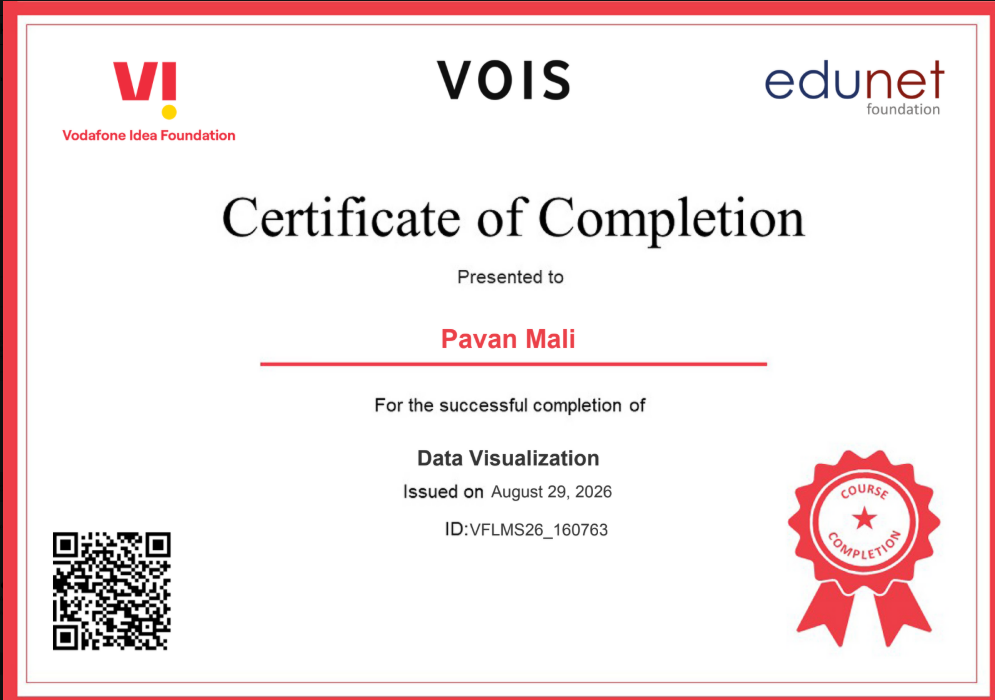 VI
Vodafone Idea Foundation
VOIS
edunet
foundation
Certificate of Completion
Presented to
Pavan Mali
For the successful completion of
Data Visualization
Issued on August 29, 2026
ID:VFLMS26_160763
COURSE
COMPLETION